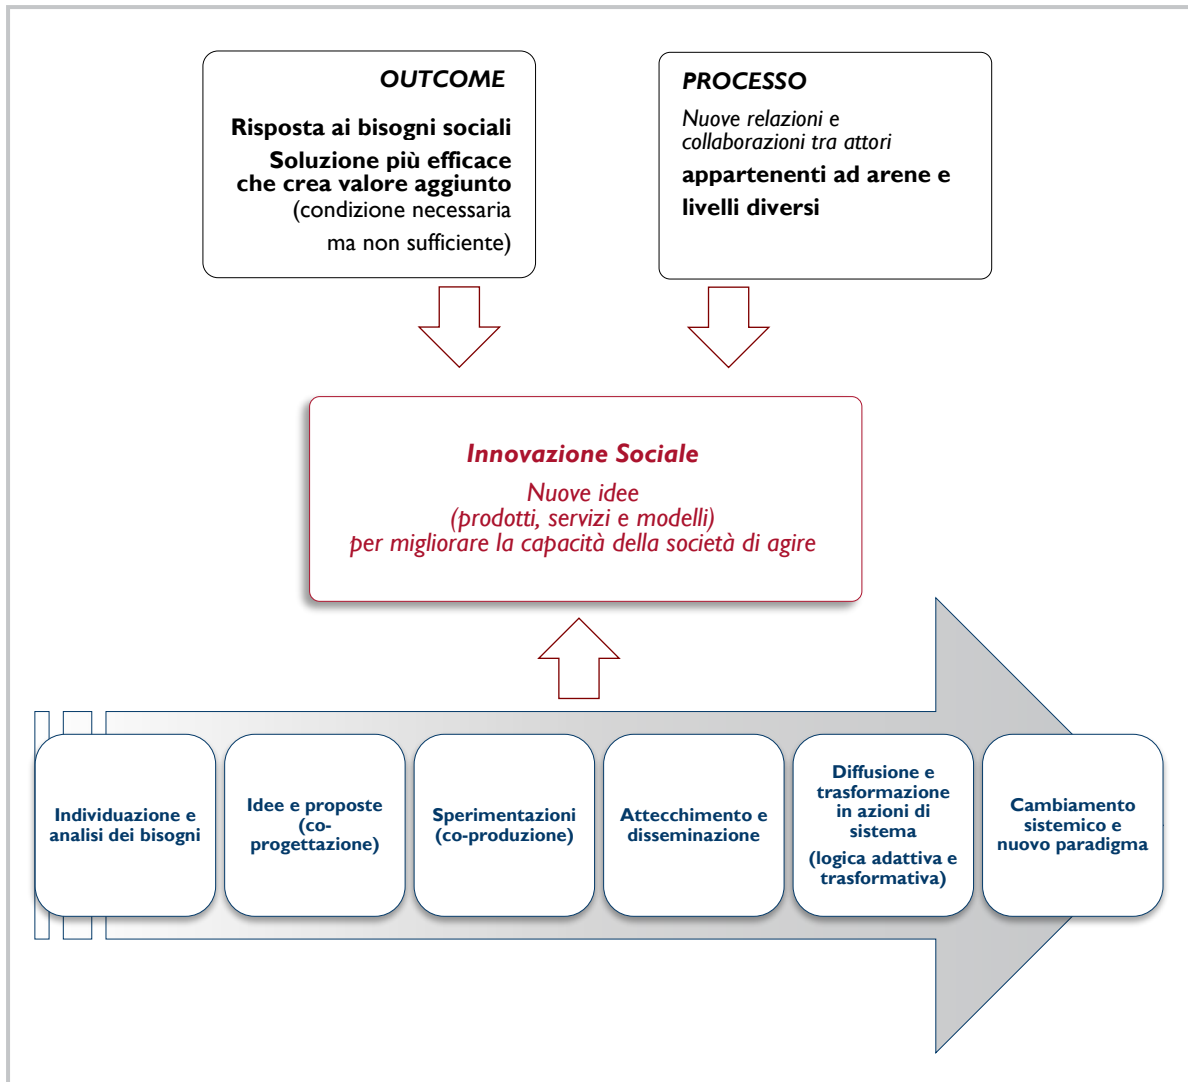 OUTCOME
Risposta ai bisogni sociali
Soluzione più efficace
che crea valore aggiunto
(condizione necessaria
ma non sufficiente)
PROCESSO
Nuove relazioni e
collaborazioni tra attori
appartenenti ad arene e
livelli diversi
Innovazione Sociale
Nuove idee
(prodotti, servizi e modelli)
per migliorare la capacità della società di agire
Individuazione e
analisi dei bisogni
Idee e proposte
(co-
progettazione)
Sperimentazioni
(co-produzione)
Attecchimento e
disseminazione
Diffusione e
trasformazione
in azioni di
sistema
(logica adattiva e
trasformativa)
Cambiamento
sistemico e
nuovo paradigma